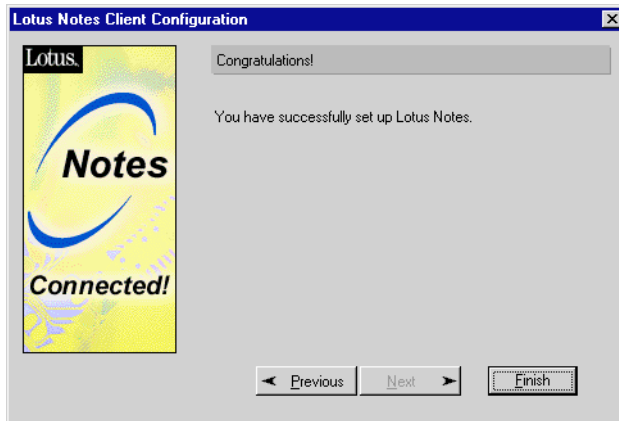 Lotus Notes Client Configuration
Lotus.
Notes
Connected!
Congratulations!
You have successfully set up Lotus Notes.
Previous
Next
Finish